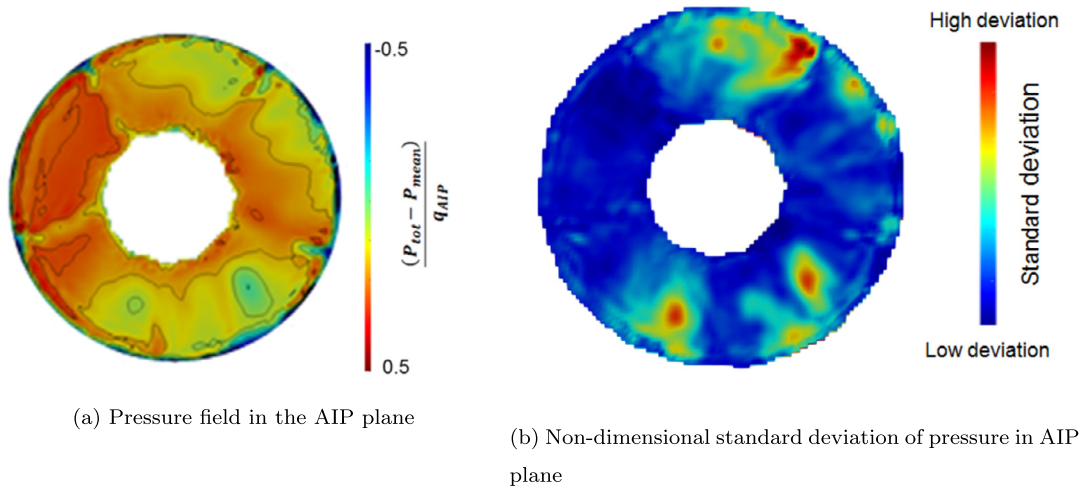 -0.5
(P_tot − P_mean)
q_AIP
0.5
(a) Pressure field in the AIP plane
High deviation
Standard deviation
Low deviation
(b) Non-dimensional standard deviation of pressure in AIP
plane